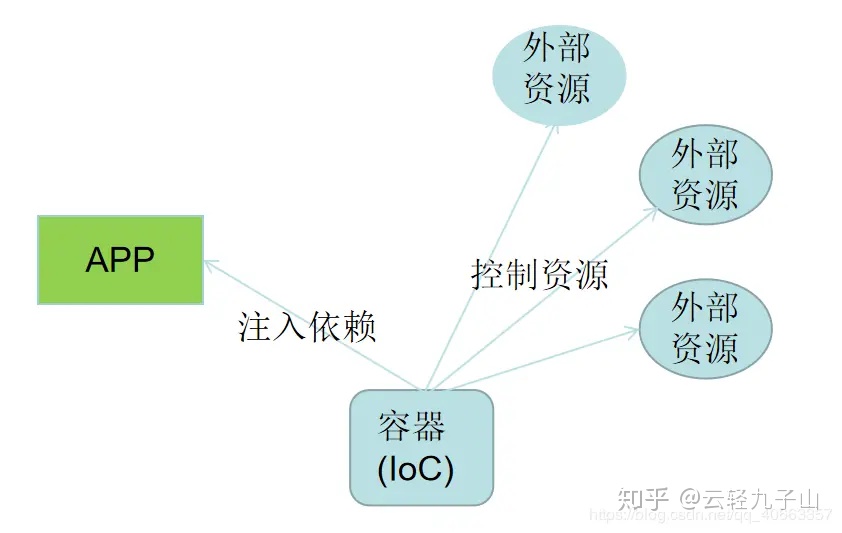 外部
资源
外部
资源
APP
控制资源
外部
资源
注入依赖
容器
(IoC)
知乎 @云轻九子山
https://blog.csdn.net/qq_40563357